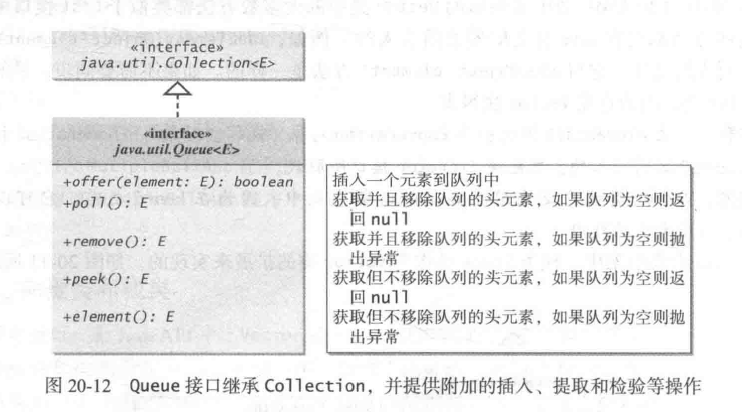 «interface»
java.util.Collection<E>
«interface»
java.util.Queue<E>
+offer(element: E): boolean
插入一个元素到队列中
+poll(): E
获取并且移除队列的头元素，如果队列为空则返
回 null
+remove(): E
获取并且移除队列的头元素，如果队列为空则抛
出异常
+peek(): E
获取但不移除队列的头元素，如果队列为空则返
回 null
+element(): E
获取但不移除队列的头元素，如果队列为空则抛
出异常
图 20-12 Queue 接口继承 Collection，并提供附加的插入、提取和检验等操作